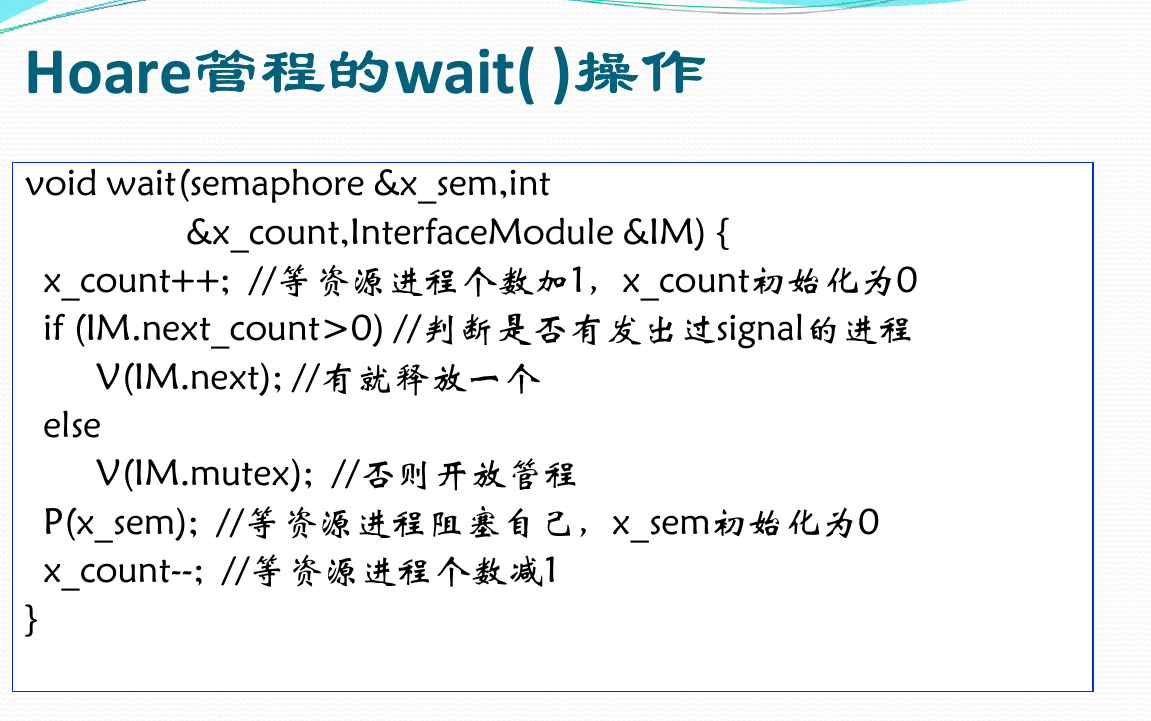 Hoare管程的wait( )操作
void wait(semaphore &x_sem,int
&x_count,InterfaceModule &IM) {
x_count++; //等资源进程个数加1，x_count初始化为0
if (IM.next_count>0) //判断是否有发出过signal的进程
V(IM.next); //有就释放一个
else
V(IM.mutex); //否则开放管程
P(x_sem); //等资源进程阻塞自己，x_sem初始化为0
x_count--; //等资源进程个数减1
}